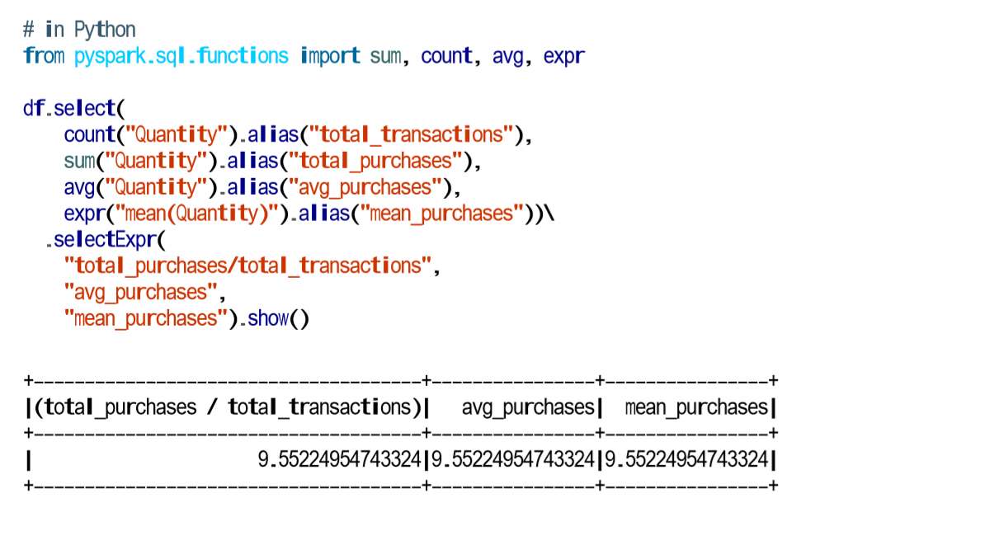 # in Python
from pyspark.sql.functions import sum, count, avg, expr
df.select(
    count("Quantity").alias("total_transactions"),
    sum("Quantity").alias("total_purchases"),
    avg("Quantity").alias("avg_purchases"),
    expr("mean(Quantity)").alias("mean_purchases"))\
  .selectExpr(
    "total_purchases/total_transactions",
    "avg_purchases",
    "mean_purchases").show()
+--------------------------------------+----------------+----------------+
|(total_purchases / total_transactions)|   avg_purchases|  mean_purchases|
+--------------------------------------+----------------+----------------+
|                      9.55224954743324|9.55224954743324|9.55224954743324|
+--------------------------------------+----------------+----------------+